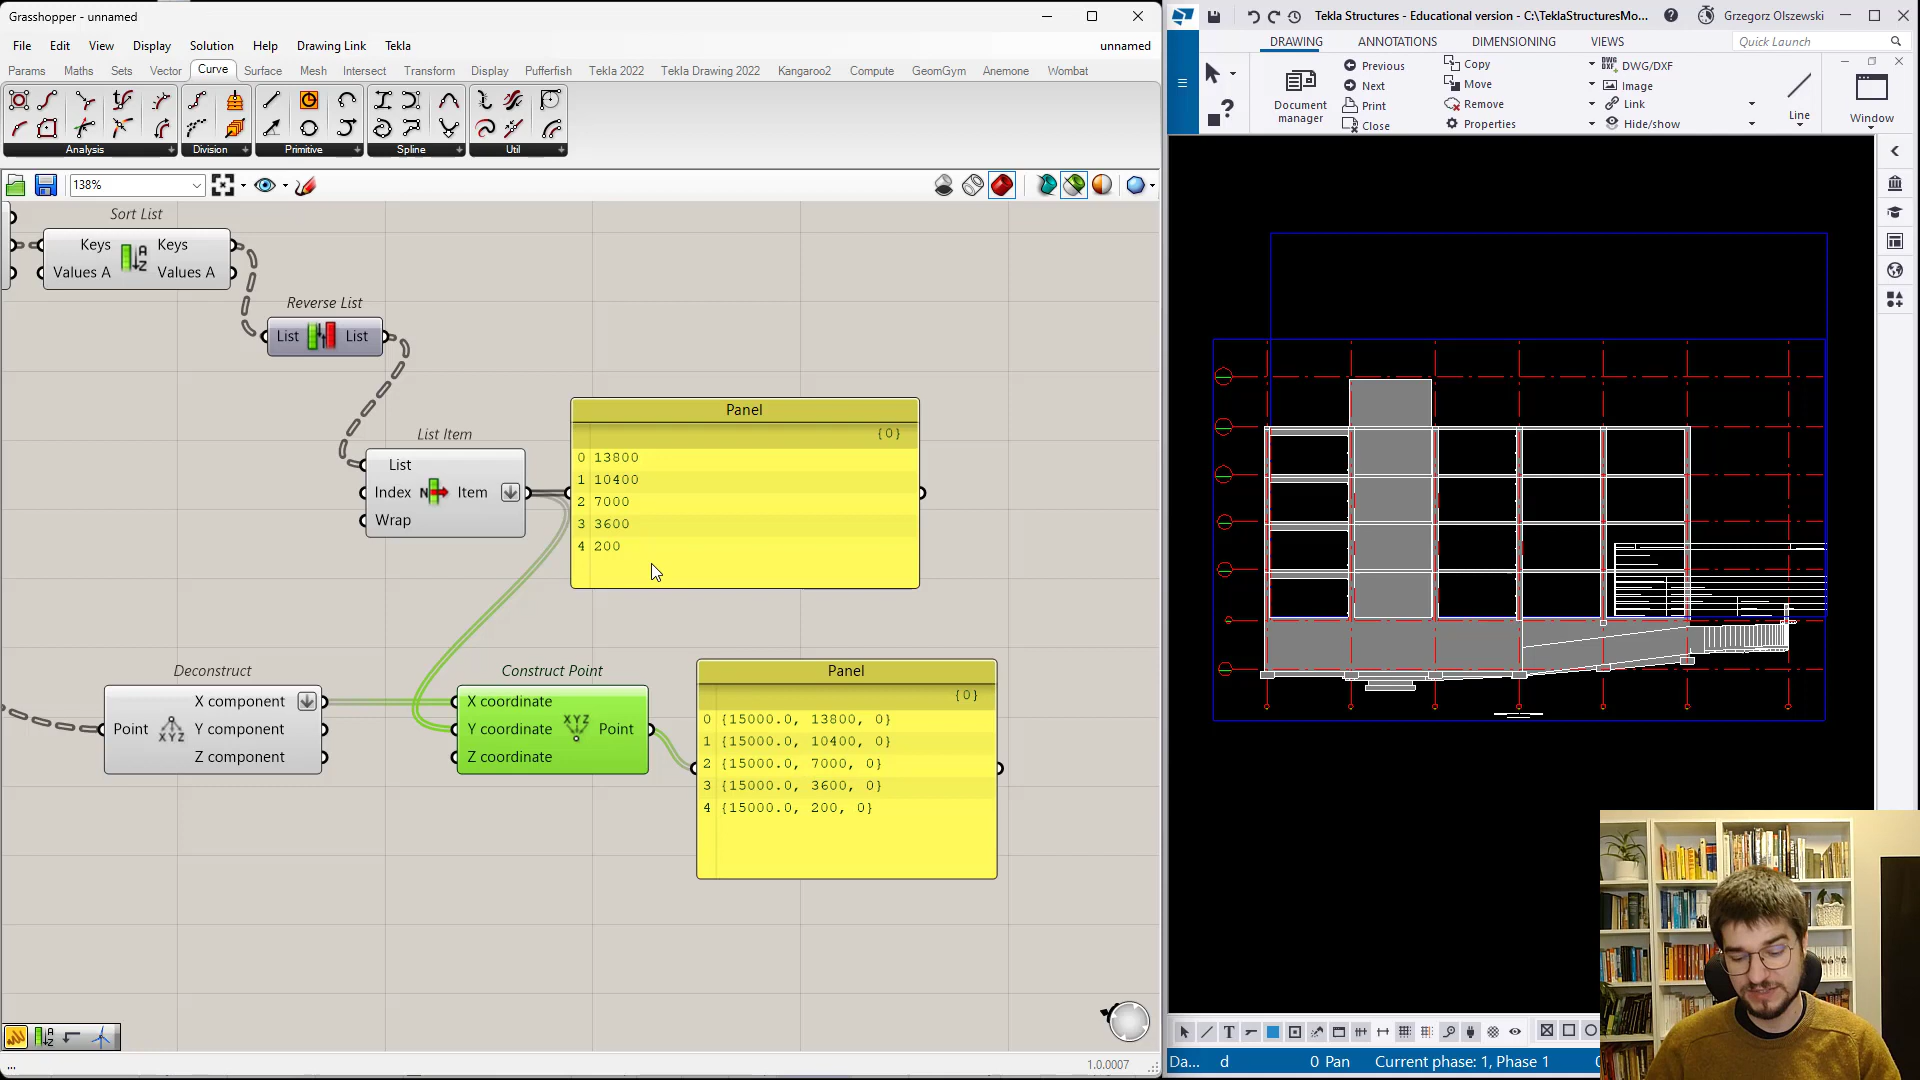 Grasshopper - unnamed
File Edit View Display Solution Help Drawing Link Tekla unnamed
Params Maths Sets Vector Curve Surface Mesh Intersect Transform Display Pufferfish Tekla 2022 Tekla Drawing 2022 Kangaroo2 Compute GeomGym Anemone Wombat
Analysis Division Primitive Spline Util
138%
Sort List
Keys Keys
Values A Values A
Reverse List
List List
List Item
List
Index Item
Wrap
Panel
{0}
0 13800
1 10400
2 7000
3 3600
4 200
Deconstruct
Point
X component
Y component
Z component
Construct Point
X coordinate
Y coordinate
Z coordinate
Point
Panel
{0}
0 {15000.0, 13800, 0}
1 {15000.0, 10400, 0}
2 {15000.0, 7000, 0}
3 {15000.0, 3600, 0}
4 {15000.0, 200, 0}
...
1.0.0007
Tekla Structures - Educational version - C:\TeklaStructuresMo...
Grzegorz Olszewski
DRAWING ANNOTATIONS DIMENSIONING VIEWS
Quick Launch
Document manager
Previous
Next
Print
Close
Copy
Move
Remove
Properties
DWG/DXF
Image
Link
Hide/show
Line
Window
Da... d 0 Pan Current phase: 1, Phase 1